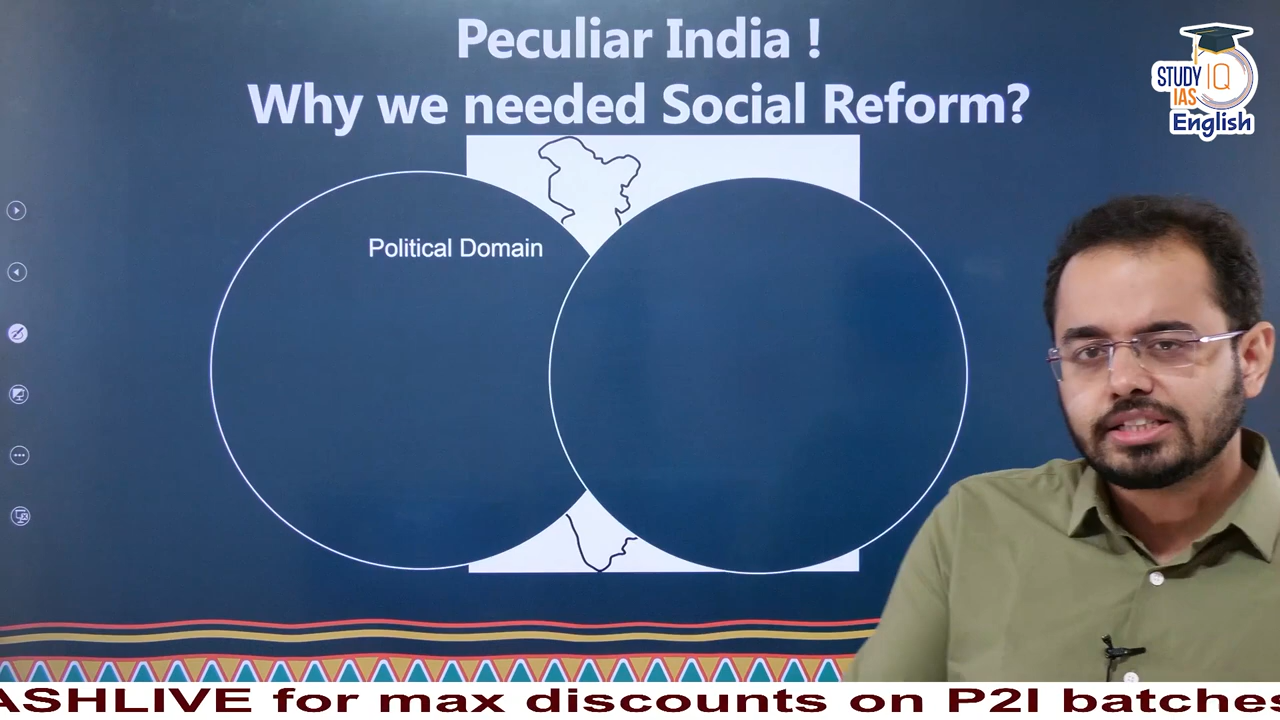 Peculiar India !
Why we needed Social Reform?
STUDY IQ
IAS
English
Political Domain
ASHLIVE for max discounts on P2I batches